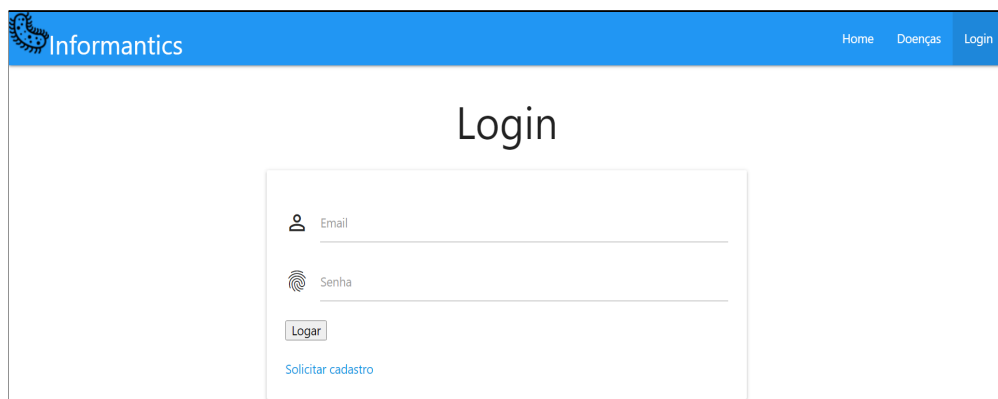 Informantics
Home Doenças Login
Login
Email
Senha
Logar
Solicitar cadastro